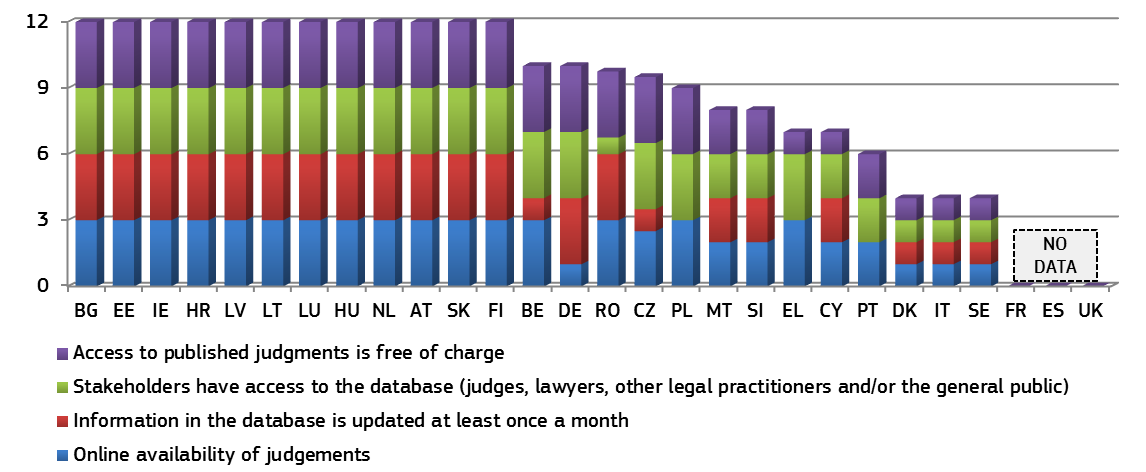 12
9
6
3
0
NO
DATA
BG EE IE HR LV LT LU HU NL AT SK FI BE DE RO CZ PL MT SI EL CY PT DK IT SE FR ES UK
Access to published judgments is free of charge
Stakeholders have access to the database (judges, lawyers, other legal practitioners and/or the general public)
Information in the database is updated at least once a month
Online availability of judgements